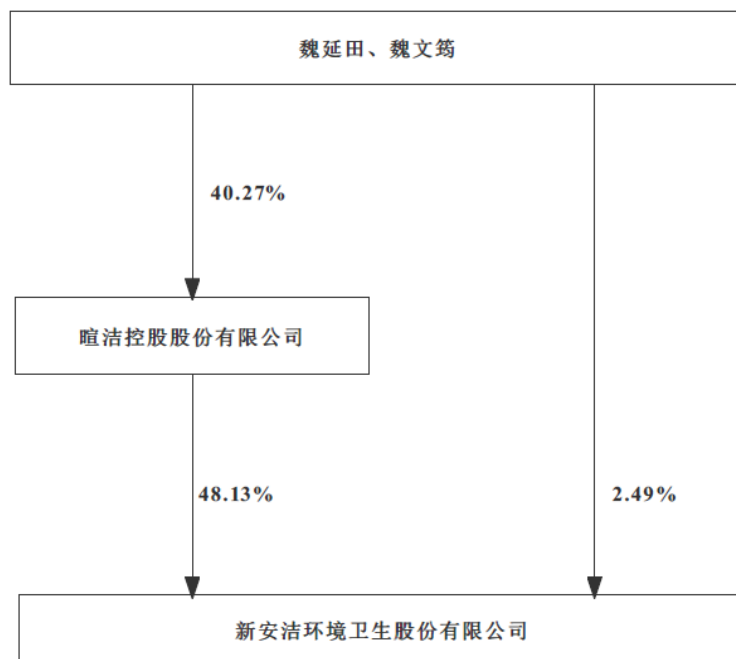 魏延田、魏文筠
40.27%
暄洁控股股份有限公司
48.13%
2.49%
新安洁环境卫生股份有限公司